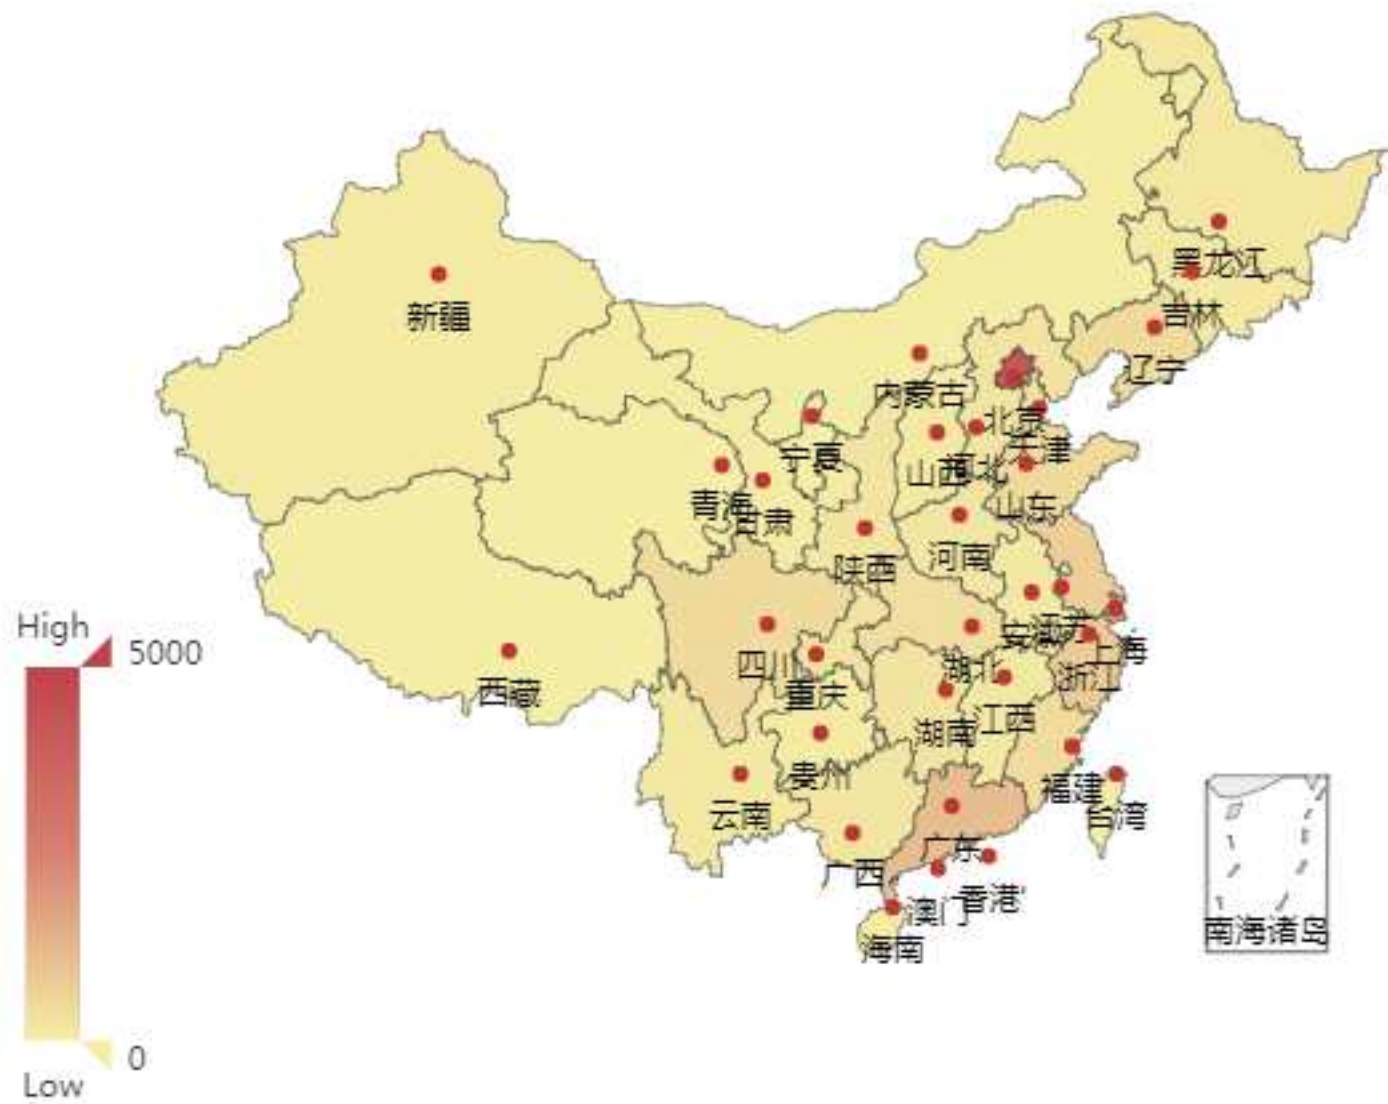 黑龙江
吉林
新疆
辽宁
内蒙古
北京
天津
宁夏
山西
河北
青海
甘肃
山东
河南
陕西
High
5000
安徽
江苏
上海
四川
湖北
浙江
西藏
重庆
江西
湖南
贵州
福建
云南
台湾
广东
广西
香港
澳门
南海诸岛
海南
0
Low